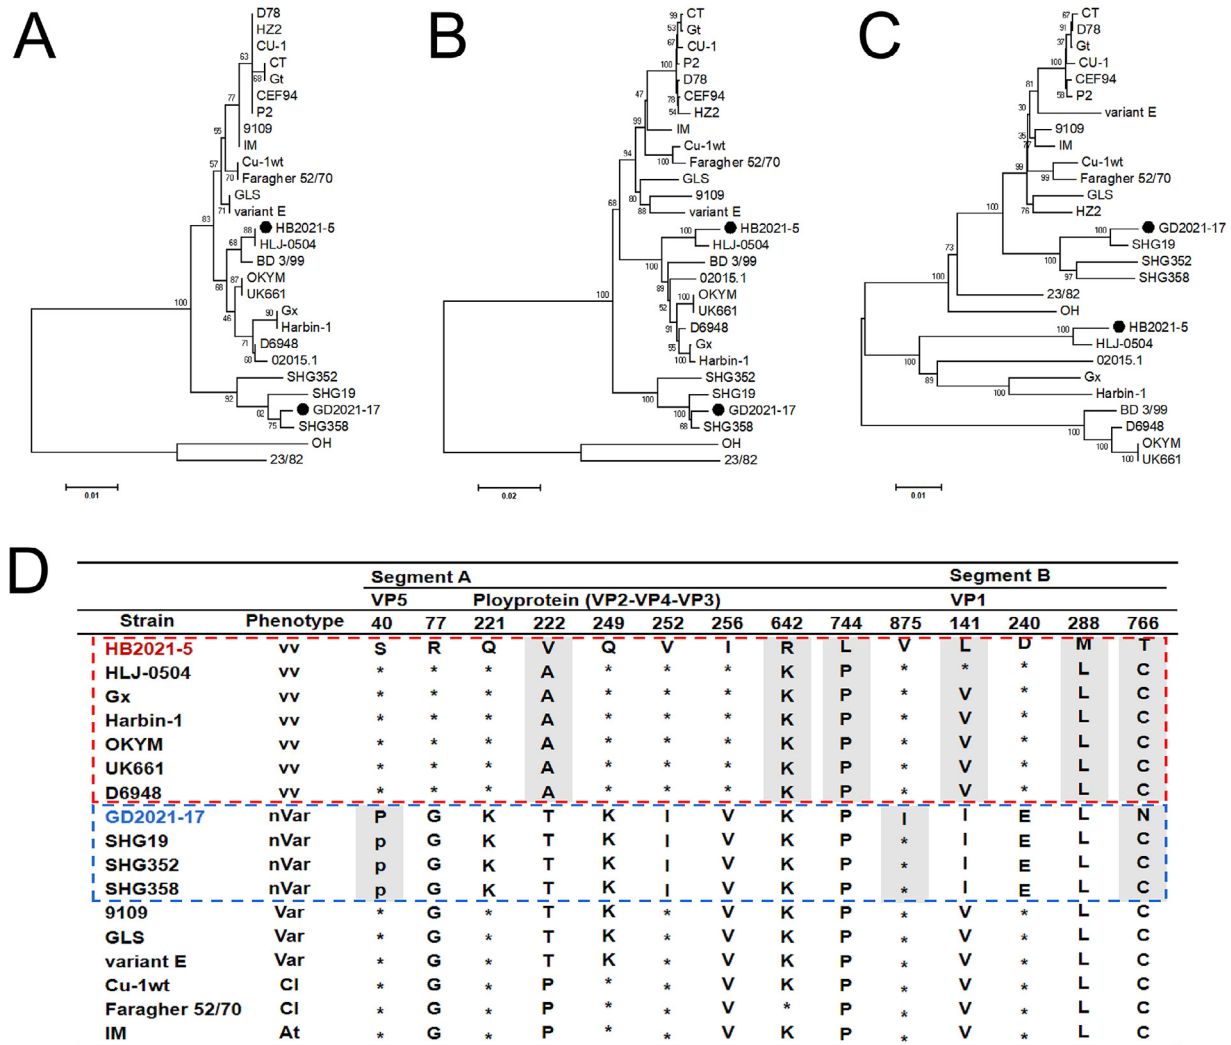 A
D78
HZ2
CU-1
CT
Gt
CEF94
P2
9109
IM
Cu-1wt
Faragher 52/70
GLS
variant E
HB2021-5
HLJ-0504
BD 3/99
OKYM
UK661
Gx
Harbin-1
D6948
02015.1
SHG352
SHG19
GD2021-17
SHG358
OH
23/82
63
68
77
55
57
70
71
83
88
68
68
87
46
90
71
60
100
92
82
75
0.01
B
CT
Gt
CU-1
P2
D78
CEF94
HZ2
IM
Cu-1wt
Faragher 52/70
GLS
9109
variant E
HB2021-5
HLJ-0504
BD 3/99
02015.1
OKYM
UK661
D6948
Gx
Harbin-1
SHG352
SHG19
GD2021-17
SHG358
OH
23/82
99
53
67
100
78
54
47
99
100
94
80
88
68
100
100
89
100
52
91
55
100
100
100
100
68
0.02
C
CT
D78
Gt
CU-1
CEF94
P2
variant E
9109
IM
Cu-1wt
Faragher 52/70
GLS
HZ2
GD2021-17
SHG19
SHG352
SHG358
23/82
OH
HB2021-5
HLJ-0504
02015.1
Gx
Harbin-1
BD 3/99
D6948
OKYM
UK661
67
91
37
100
58
81
30
35
77
99
99
76
100
100
97
73
100
100
100
89
100
100
100
100
0.01
D
Segment A Segment B
VP5 Ployprotein (VP2-VP4-VP3) VP1
Strain Phenotype 40 77 221 222 249 252 256 642 744 875 141 240 288 766
HB2021-5 vv S R Q V Q V I R L V L D M T
HLJ-0504 vv * * * A * * * K P * * * L C
Gx vv * * * A * * * K P * V * L C
Harbin-1 vv * * * A * * * K P * V * L C
OKYM vv * * * A * * * K P * V * L C
UK661 vv * * * A * * * K P * V * L C
D6948 vv * * * A * * * K P * V * L C
GD2021-17 nVar P G K T K I V K P I I E L N
SHG19 nVar p G K T K I V K P * I E L C
SHG352 nVar p G K T K I V K P * I E L C
SHG358 nVar p G K T K I V K P * I E L C
9109 Var * G * T K * V K P * V * L C
GLS Var * G * T K * V K P * V * L C
variant E Var * G * T K * V K P * V * L C
Cu-1wt Cl * G * P * * V K P * V * L C
Faragher 52/70 Cl * G * P * * V * P * V * L C
IM At * G * P * * V K P * V * L C